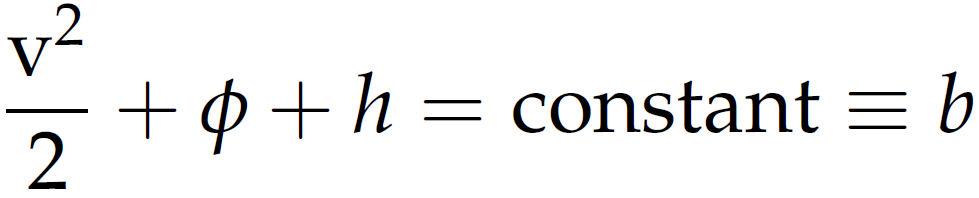 v²/2 + ϕ + h = constant ≡ b